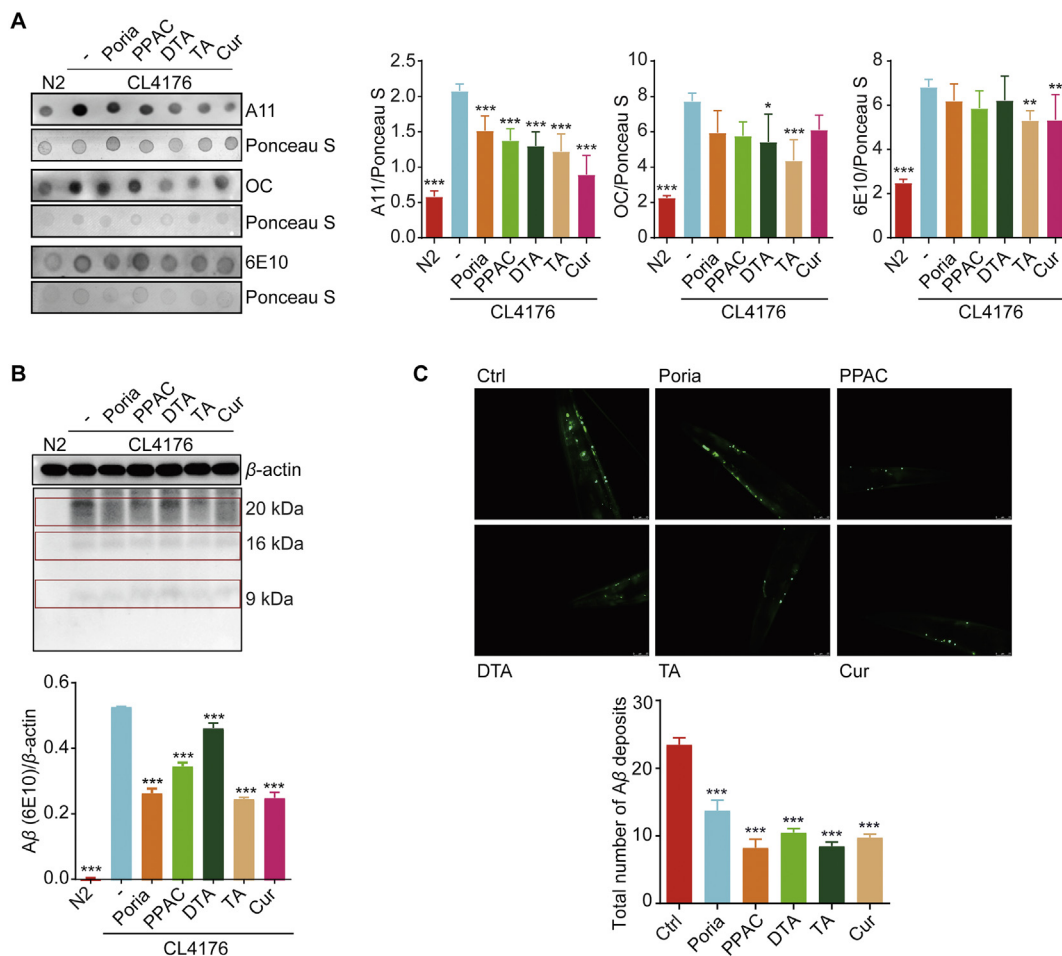 A
- Poria PPAC DTA TA Cur
N2 CL4176
A11
Ponceau S
OC
Ponceau S
6E10
Ponceau S
A11/Ponceau S
2.5
2.0
1.5
1.0
0.5
0.0
*** *** *** *** *** ***
N2 - Poria PPAC DTA TA Cur
CL4176
OC/Ponceau S
10
8
6
4
2
0
*** * ***
N2 - Poria PPAC DTA TA Cur
CL4176
6E10/Ponceau S
8
6
4
2
0
*** ** **
N2 - Poria PPAC DTA TA Cur
CL4176
B
- Poria PPAC DTA TA Cur
N2 CL4176
β-actin
20 kDa
16 kDa
9 kDa
Aβ (6E10)/β-actin
0.6
0.4
0.2
0.0
*** *** *** *** *** ***
N2 - Poria PPAC DTA TA Cur
CL4176
C
Ctrl Poria PPAC
DTA TA Cur
Total number of Aβ deposits
30
20
10
0
*** *** *** *** ***
Ctrl Poria PPAC DTA TA Cur